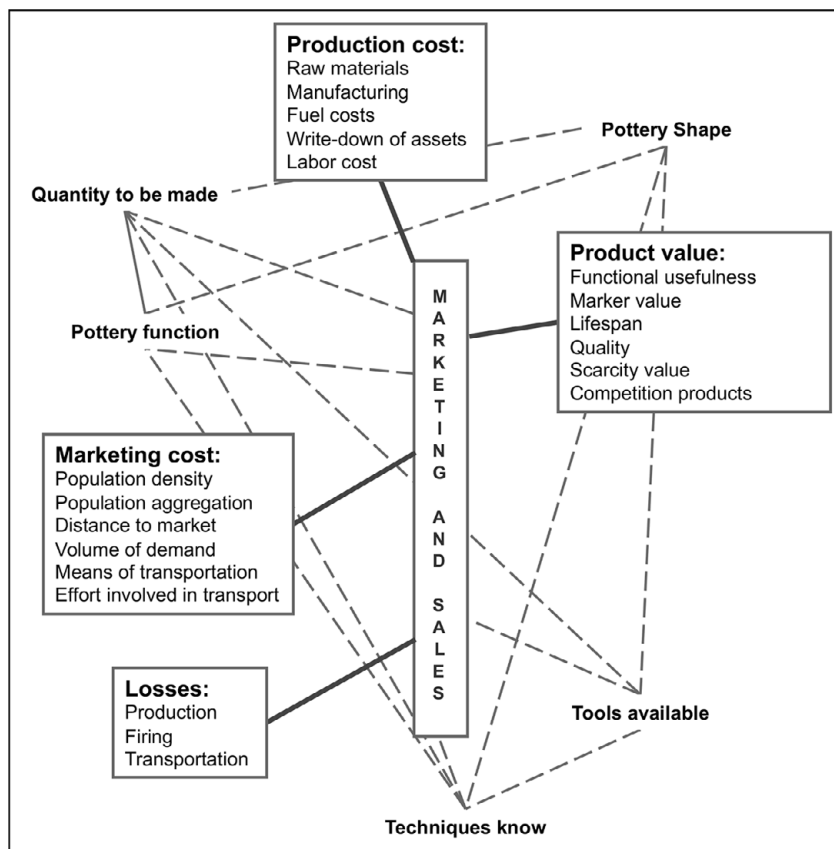 Production cost:
Raw materials
Manufacturing
Fuel costs
Write-down of assets
Labor cost
Pottery Shape
Quantity to be made
Product value:
Functional usefulness
Marker value
Lifespan
Quality
Scarcity value
Competition products
Pottery function
MARKETING AND SALES
Marketing cost:
Population density
Population aggregation
Distance to market
Volume of demand
Means of transportation
Effort involved in transport
Losses:
Production
Firing
Transportation
Tools available
Techniques know